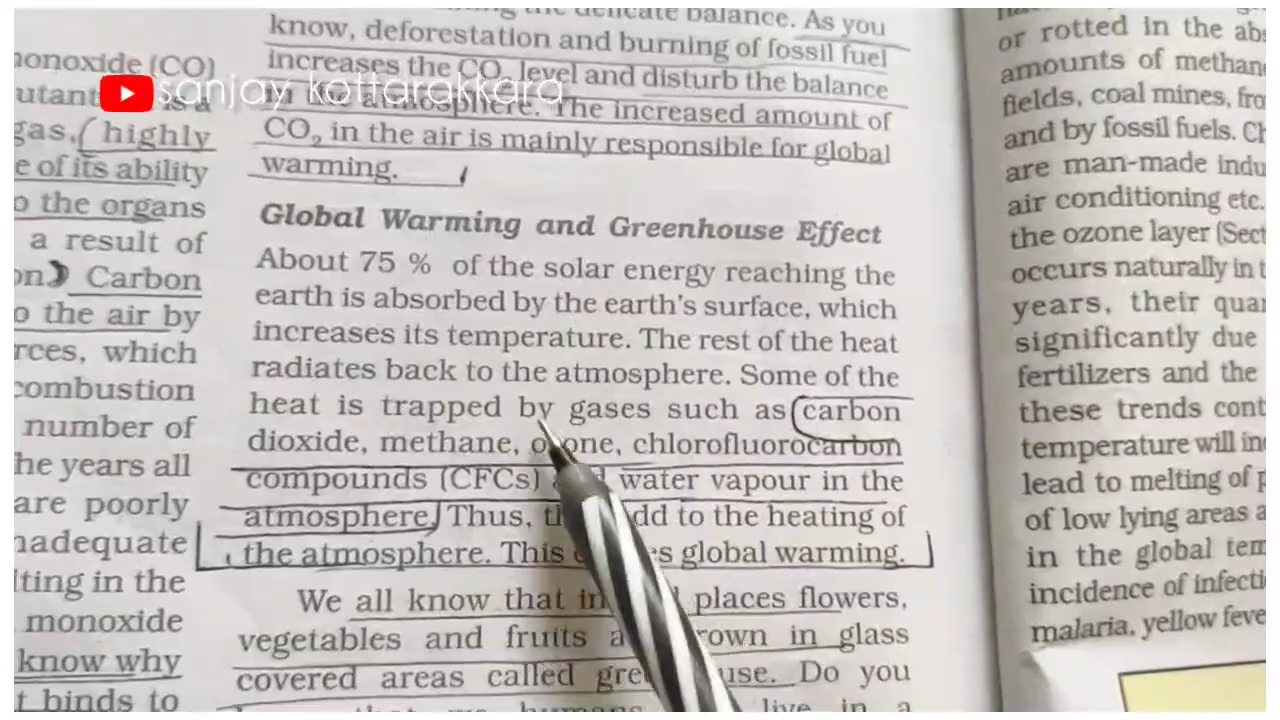 sanjay kottarakkara
monoxide (CO)
is a
gas, (highly
e of its ability
o the organs
a result of
on) Carbon
o the air by
rces, which
combustion
number of
he years all
are poorly
nadequate
lting in the
monoxide
know why
t binds to
the delicate balance. As you
know, deforestation and burning of fossil fuel
increases the CO level and disturb the balance
atmosphere. The increased amount of
CO₂ in the air is mainly responsible for global
warming.
Global Warming and Greenhouse Effect
About 75 % of the solar energy reaching the
earth is absorbed by the earth's surface, which
increases its temperature. The rest of the heat
radiates back to the atmosphere. Some of the
heat is trapped by gases such as (carbon
dioxide, methane, chlorofluorocarbon
compounds (CFCs) water vapour in the
atmosphere) Thus, add to the heating of
the atmosphere. This global warming.
We all know that in places flowers,
vegetables and fruits in glass
covered areas called Do you
live in a
or rotted in the abs
amounts of methan
fields, coal mines, fro
and by fossil fuels. Ch
are man-made indu
air conditioning etc.
the ozone layer (Sect
occurs naturally in t
years, their quan
significantly due
fertilizers and the
these trends cont
temperature will in
lead to melting of p
of low lying areas a
in the global tem
incidence of infecti
malaria, yellow feve